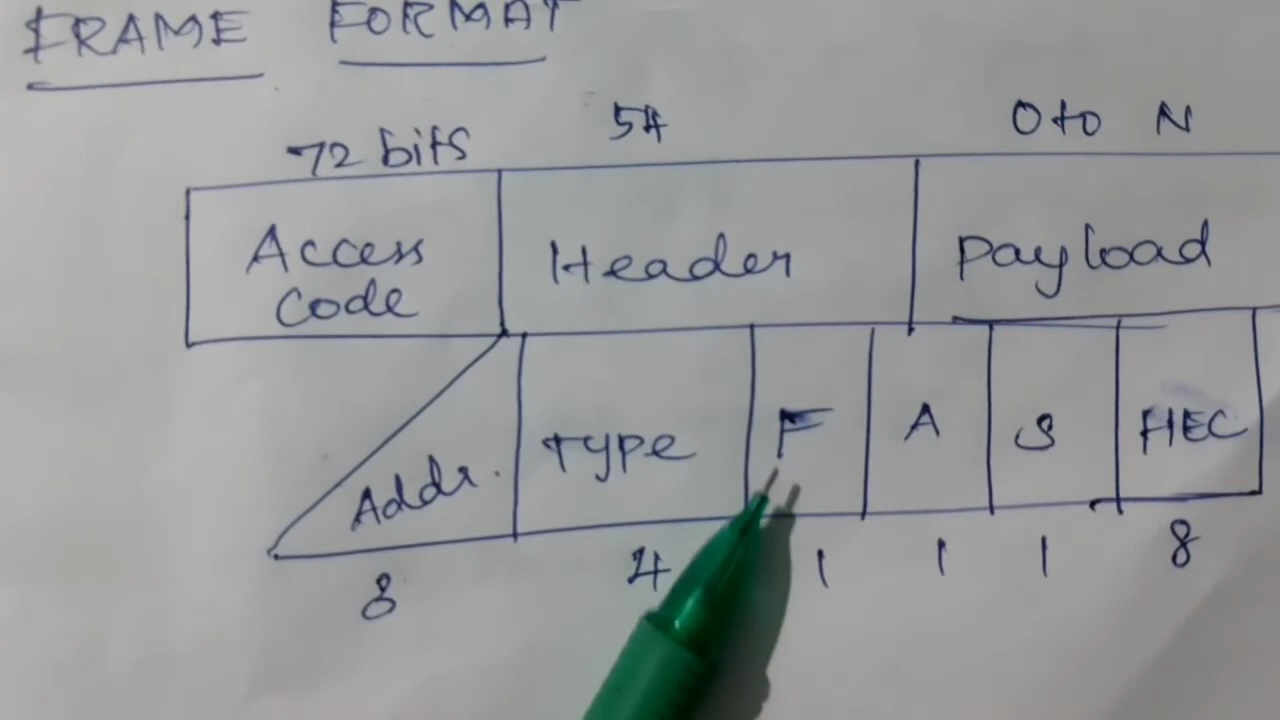 FRAME FORMAT
72 bits 54 0 to N
Access Code Header Payload
Addr. Type F A S HEC
8 4 1 1 1 8